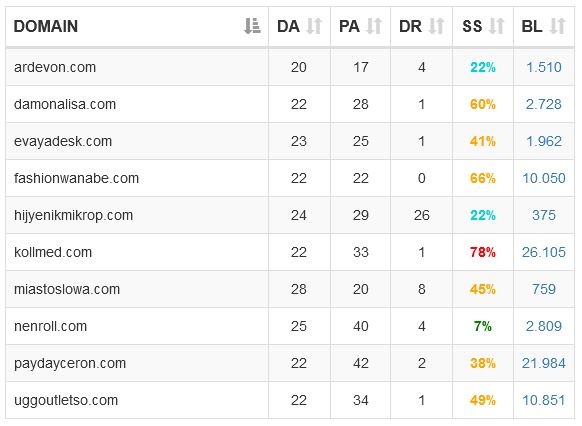 DOMAIN DA PA DR SS BL
ardevon.com 20 17 4 22% 1.510
damonalisa.com 22 28 1 60% 2.728
evayadesk.com 23 25 1 41% 1.962
fashionwanabe.com 22 22 0 66% 10.050
hijyenikmikrop.com 24 29 26 22% 375
kollmed.com 22 33 1 78% 26.105
miastoslowa.com 28 20 8 45% 759
nenroll.com 25 40 4 7% 2.809
paydayceron.com 22 42 2 38% 21.984
uggoutletso.com 22 34 1 49% 10.851